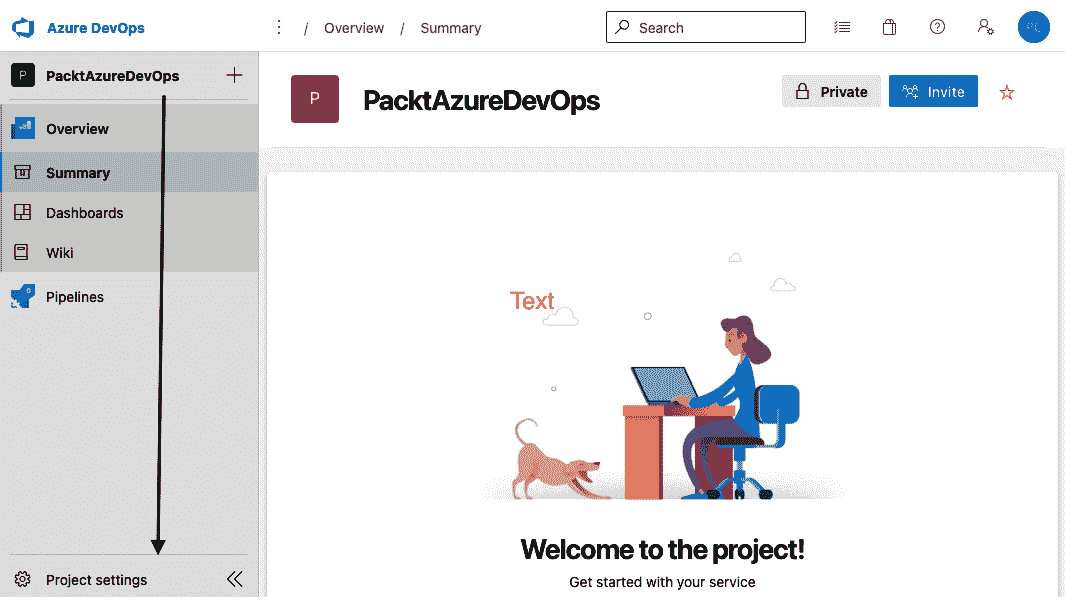 Azure DevOps
/ Overview / Summary
Search
PC
P PacktAzureDevOps
Overview
Summary
Dashboards
Wiki
Pipelines
Project settings
P PacktAzureDevOps
Private
Invite
Text
Welcome to the project!
Get started with your service